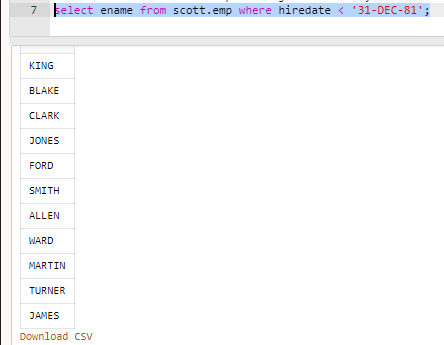 7 select ename from scott.emp where hiredate < '31-DEC-81';
KING
BLAKE
CLARK
JONES
FORD
SMITH
ALLEN
WARD
MARTIN
TURNER
JAMES
Download CSV